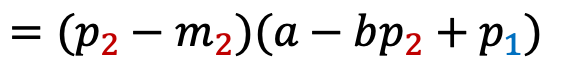 = (p₂ − m₂)(a − bp₂ + p₁)